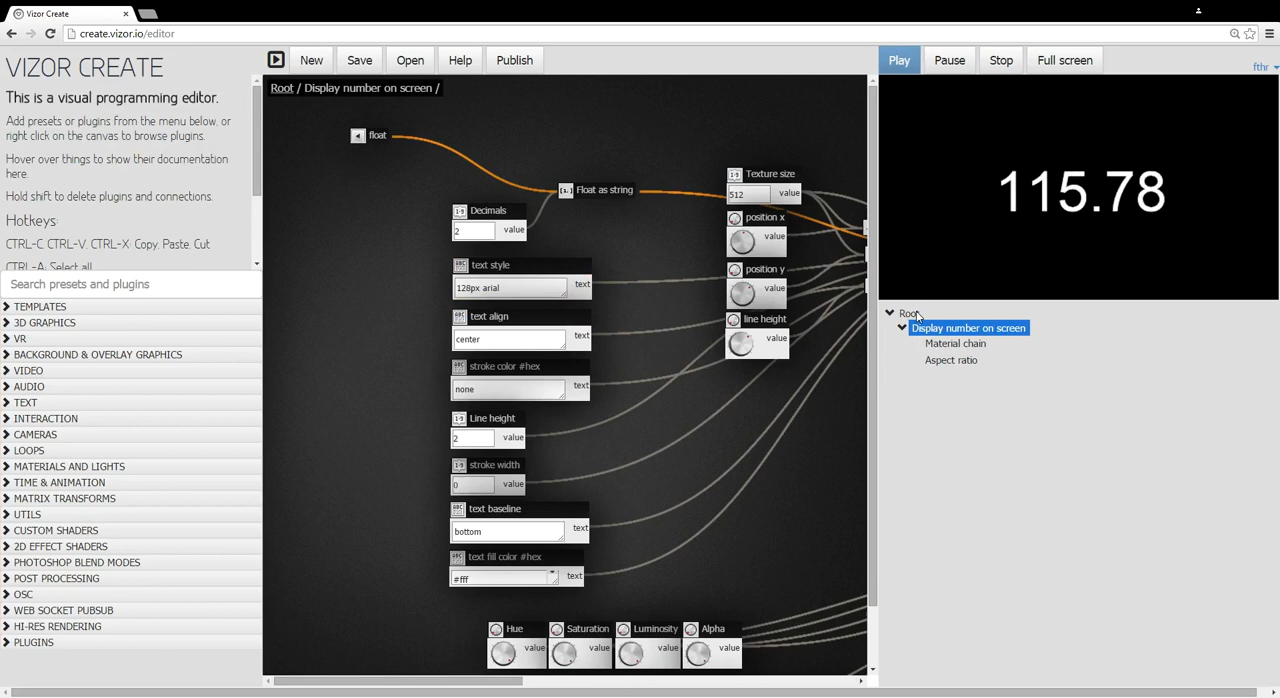 Vizor Create
create.vizor.io/editor
VIZOR CREATE
This is a visual programming editor.
Add presets or plugins from the menu below, or
right click on the canvas to browse plugins.
Hover over things to show their documentation
here.
Hold shift to delete plugins and connections.
Hotkeys:
CTRL-C CTRL-V, CTRL-X: Copy, Paste, Cut
CTRL-A: Select all
Search presets and plugins
TEMPLATES
3D GRAPHICS
VR
BACKGROUND & OVERLAY GRAPHICS
VIDEO
AUDIO
TEXT
INTERACTION
CAMERAS
LOOPS
MATERIALS AND LIGHTS
TIME & ANIMATION
MATRIX TRANSFORMS
UTILS
CUSTOM SHADERS
2D EFFECT SHADERS
PHOTOSHOP BLEND MODES
POST PROCESSING
OSC
WEB SOCKET PUBSUB
HI-RES RENDERING
PLUGINS
New Save Open Help Publish
Root / Display number on screen /
float
Float as string
Decimals
2 value
text style
128px arial text
text align
center text
stroke color #hex
none text
Line height
2 value
stroke width
0 value
text baseline
bottom text
text fill color #hex
#fff text
Texture size
512 value
position x
value
position y
value
line height
value
Hue Saturation Luminosity Alpha
value value value value
Play Pause Stop Full screen
fthr
115.78
Root
Display number on screen
Material chain
Aspect ratio